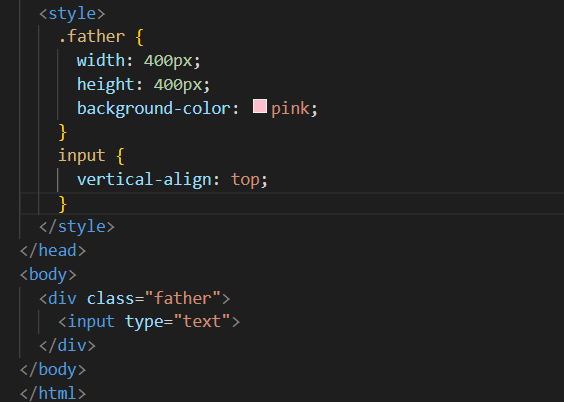 <style>
.father {
width: 400px;
height: 400px;
background-color: pink;
}
input {
vertical-align: top;
}
</style>
</head>
<body>
<div class="father">
<input type="text">
</div>
</body>
</html>